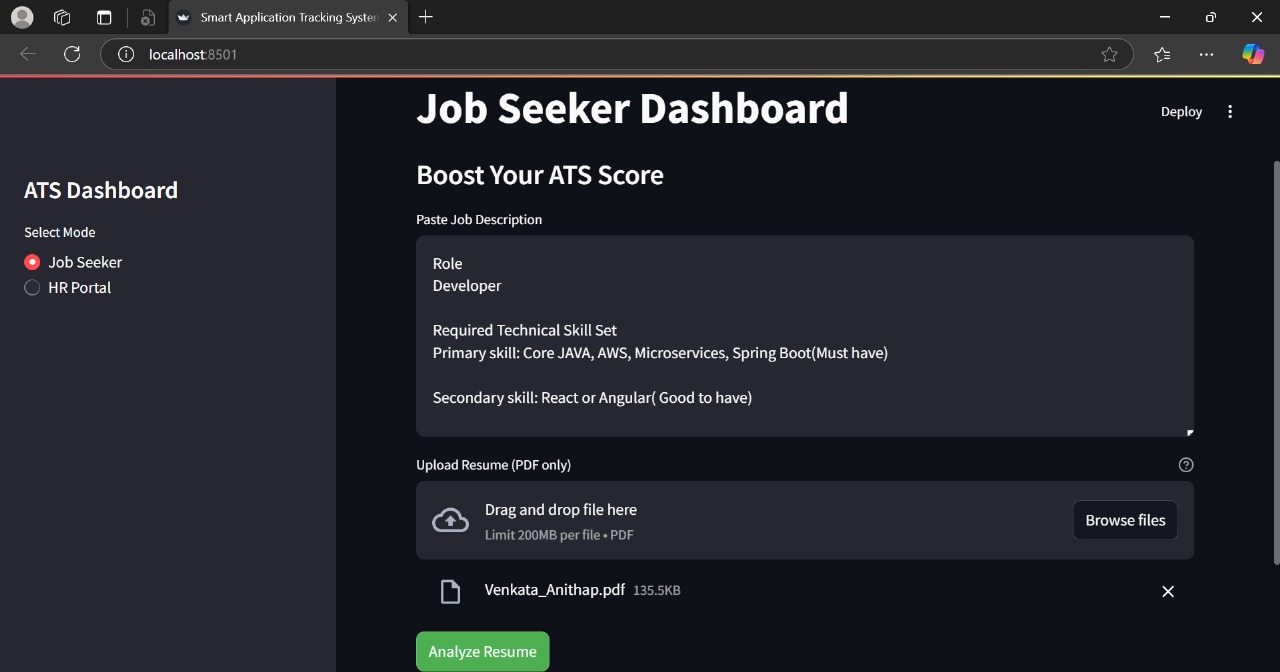 Smart Application Tracking System
localhost:8501
Deploy
ATS Dashboard
Select Mode
Job Seeker
HR Portal
Job Seeker Dashboard
Boost Your ATS Score
Paste Job Description
Role
Developer
Required Technical Skill Set
Primary skill: Core JAVA, AWS, Microservices, Spring Boot(Must have)
Secondary skill: React or Angular( Good to have)
Upload Resume (PDF only)
Drag and drop file here
Limit 200MB per file • PDF
Browse files
Venkata_Anithap.pdf 135.5KB
Analyze Resume